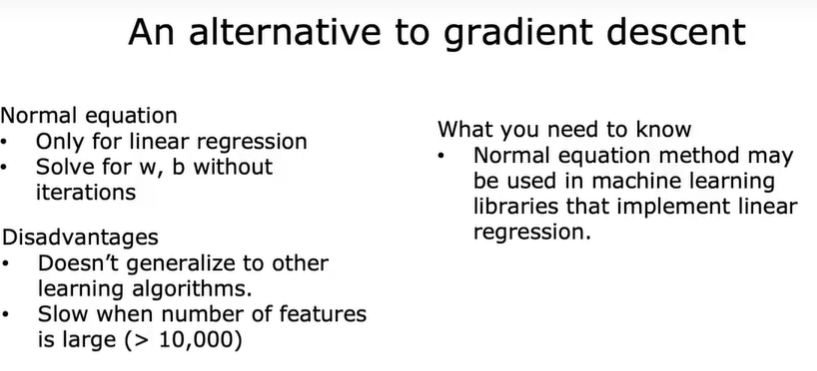 An alternative to gradient descent
Normal equation
• Only for linear regression
• Solve for w, b without
iterations
Disadvantages
• Doesn't generalize to other
learning algorithms.
• Slow when number of features
is large (> 10,000)
What you need to know
• Normal equation method may
be used in machine learning
libraries that implement linear
regression.